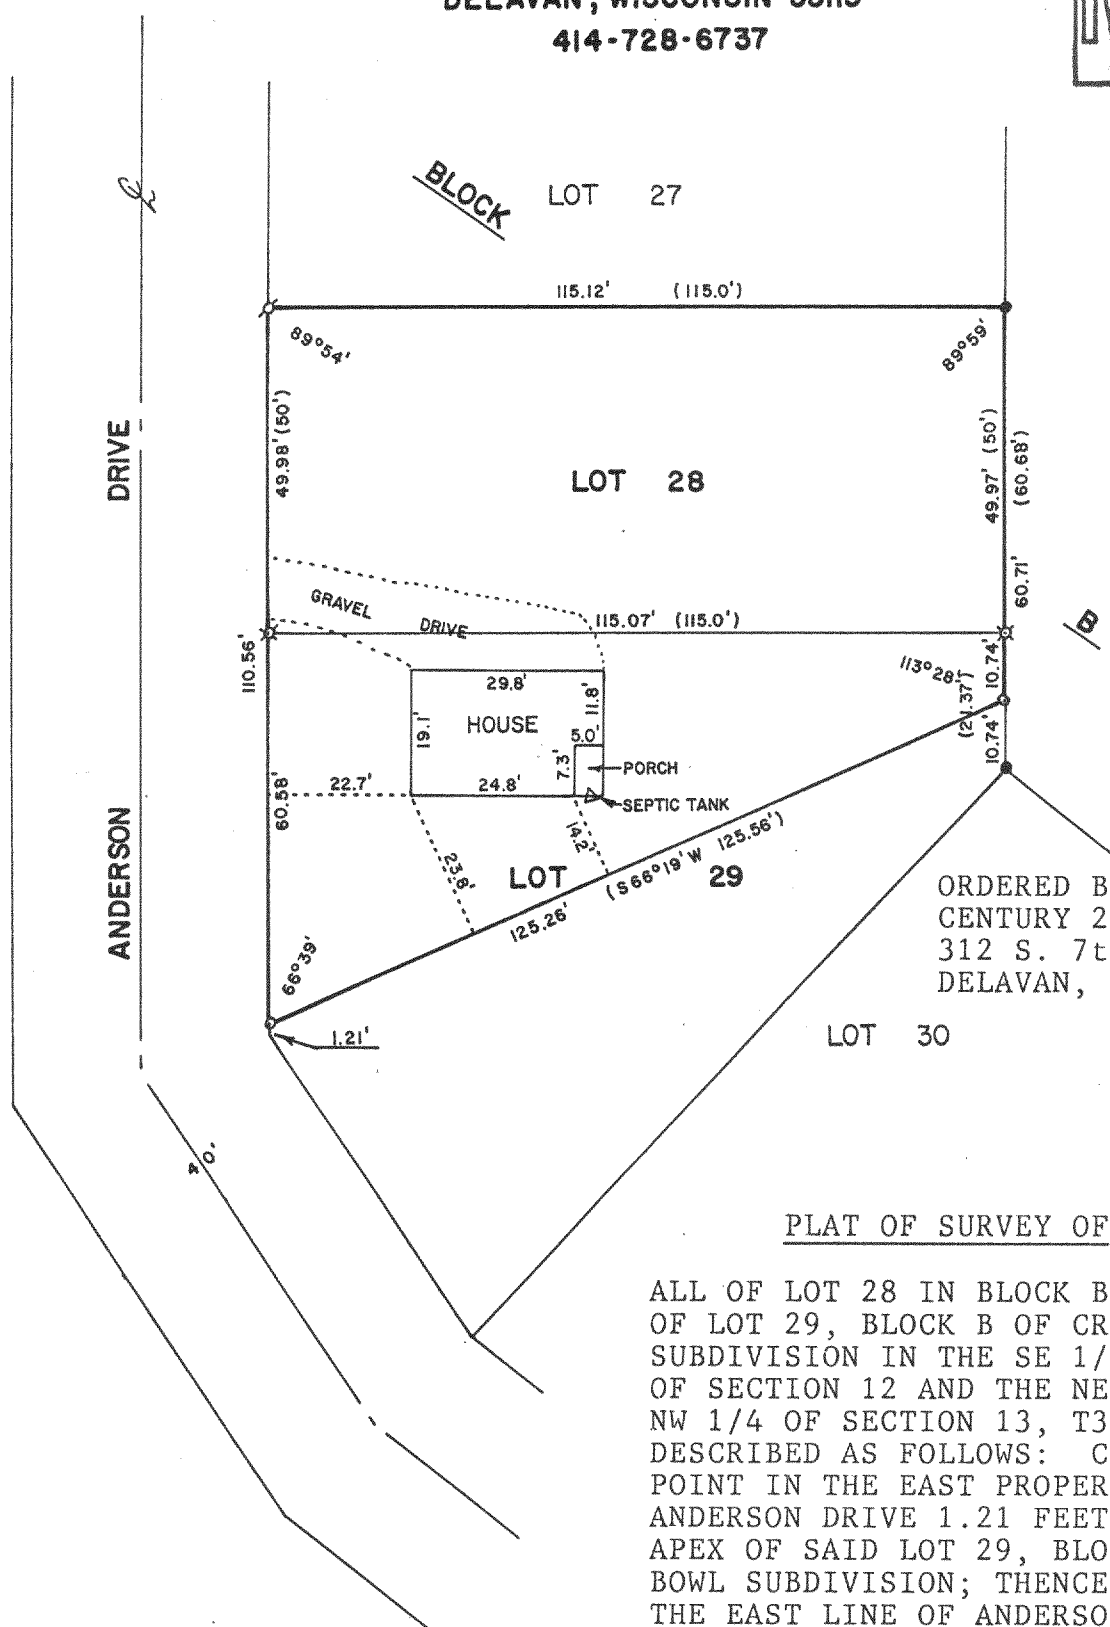 414-728-6737
BLOCK
LOT 27
115.12' (115.0')
89°54'
89°59'
49.98' (50')
49.97' (50')
(60.68')
DRIVE
LOT 28
60.71'
GRAVEL DRIVE
115.07' (115.0')
B
110.56'
113°28'
10.74'
(21.37')
10.74'
29.8'
11.8'
HOUSE
19.1'
5.0'
7.3'
PORCH
22.7'
24.8'
SEPTIC TANK
60.58'
14.2'
23.8'
ANDERSON
LOT 29
(S66°19'W 125.56')
125.26'
66°39'
ORDERED B
CENTURY 2
312 S. 7t
DELAVAN,
1.21'
LOT 30
40'
PLAT OF SURVEY OF
ALL OF LOT 28 IN BLOCK B
OF LOT 29, BLOCK B OF CR
SUBDIVISION IN THE SE 1/
OF SECTION 12 AND THE NE
NW 1/4 OF SECTION 13, T3
DESCRIBED AS FOLLOWS: C
POINT IN THE EAST PROPER
ANDERSON DRIVE 1.21 FEET
APEX OF SAID LOT 29, BLO
BOWL SUBDIVISION; THENCE
THE EAST LINE OF ANDERSO